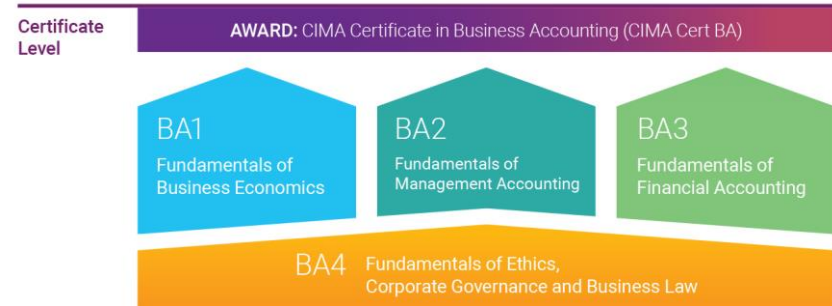 Certificate
Level
AWARD: CIMA Certificate in Business Accounting (CIMA Cert BA)
BA1
Fundamentals of
Business Economics
BA2
Fundamentals of
Management Accounting
BA3
Fundamentals of
Financial Accounting
BA4
Fundamentals of Ethics,
Corporate Governance and Business Law